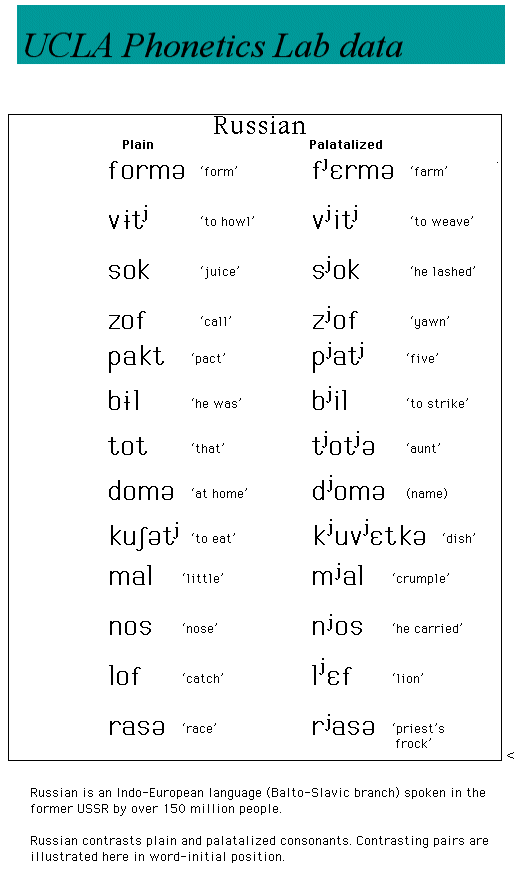 UCLA Phonetics Lab data
Russian
Plain Palatalized
formə ‘form’ fʲɛrmə ‘farm’
vɨtʲ ‘to howl’ vʲitʲ ‘to weave’
sok ‘juice’ sʲok ‘he lashed’
zof ‘call’ zʲof ‘yawn’
pakt ‘pact’ pʲatʲ ‘five’
bɨl ‘he was’ bʲil ‘to strike’
tot ‘that’ tʲotʲə ‘aunt’
domə ‘at home’ dʲomə (name)
kuʃətʲ ‘to eat’ kʲuvʲɛtkə ‘dish’
mal ‘little’ mʲal ‘crumple’
nos ‘nose’ nʲos ‘he carried’
lof ‘catch’ lʲɛf ‘lion’
rasə ‘race’ rʲasə ‘priest’s
frock’
<
Russian is an Indo-European language (Balto-Slavic branch) spoken in the
former USSR by over 150 million people.
Russian contrasts plain and palatalized consonants. Contrasting pairs are
illustrated here in word-initial position.